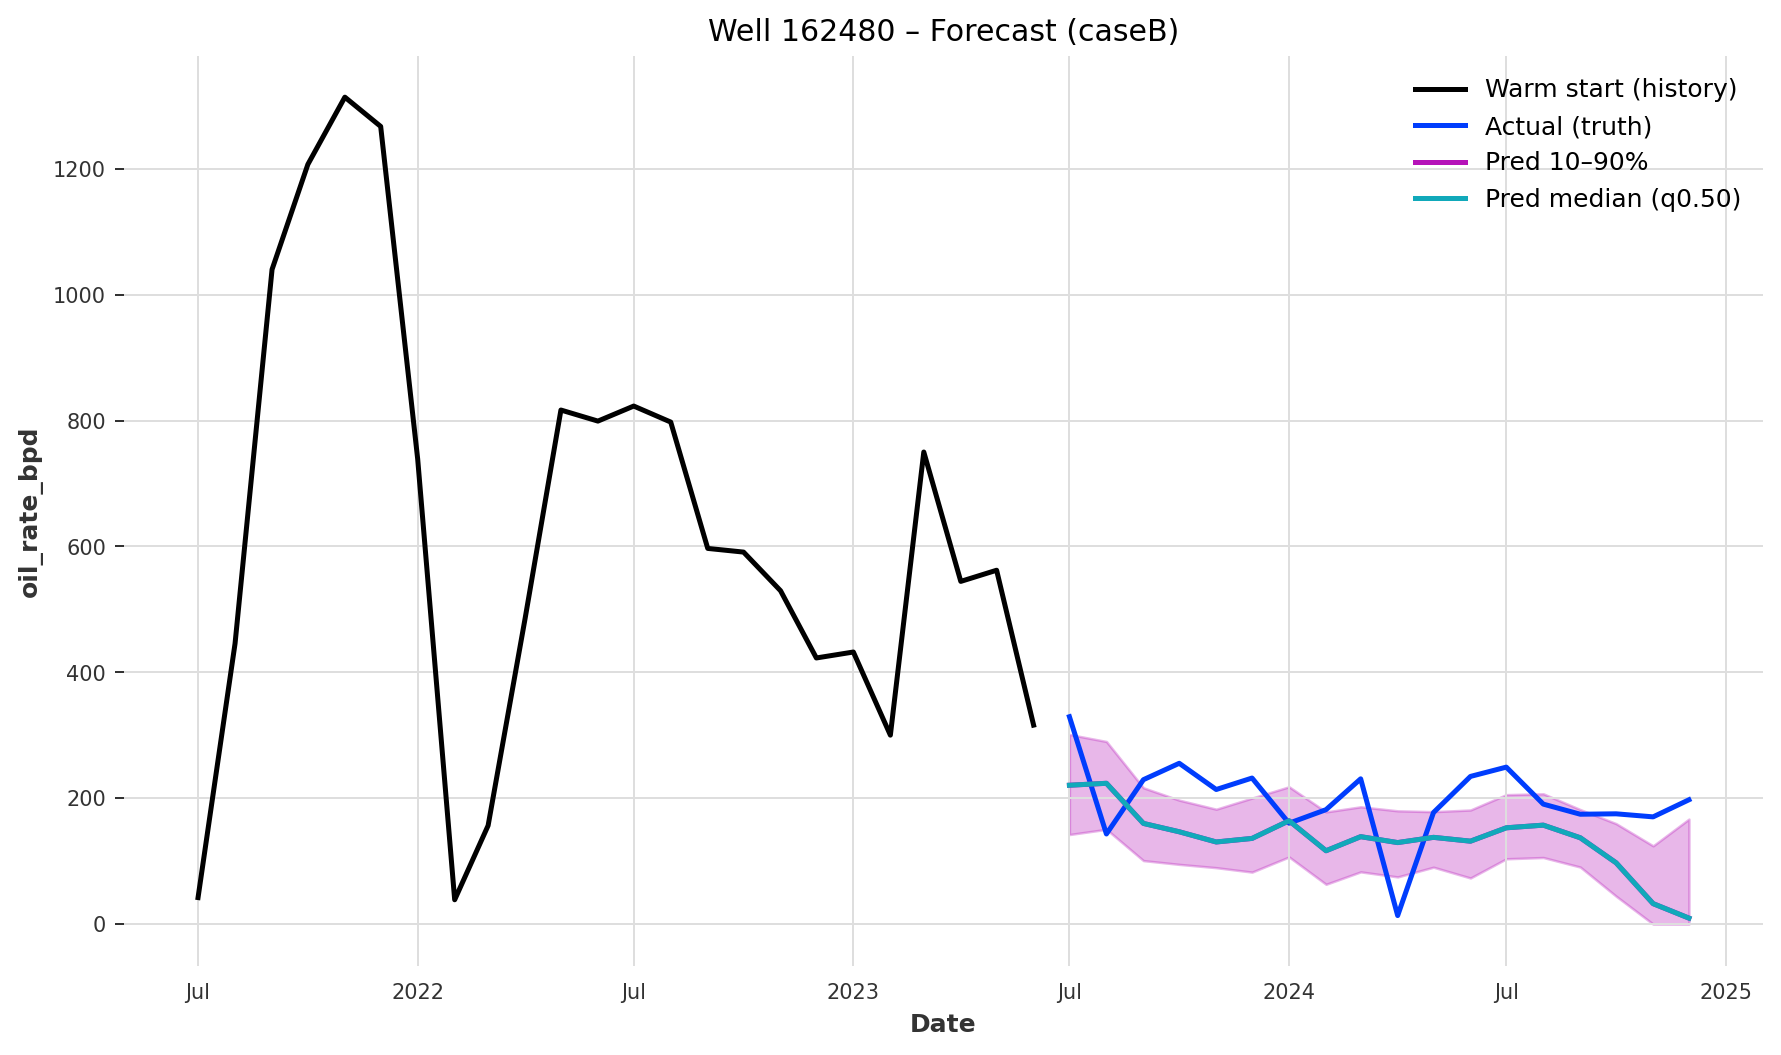 Well 162480 – Forecast (caseB)
Warm start (history)
Actual (truth)
Pred 10–90%
Pred median (q0.50)
oil_rate_bpd
1200
1000
800
600
400
200
0
Jul
2022
Jul
2023
Jul
2024
Jul
2025
Date